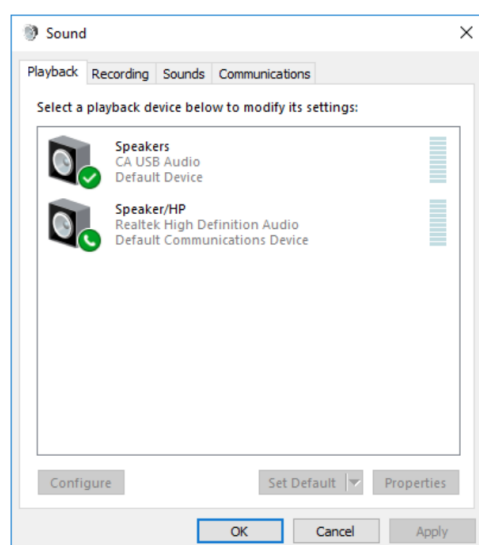 Sound
Playback Recording Sounds Communications
Select a playback device below to modify its settings:
Speakers
CA USB Audio
Default Device
Speaker/HP
Realtek High Definition Audio
Default Communications Device
Configure Set Default Properties
OK Cancel Apply